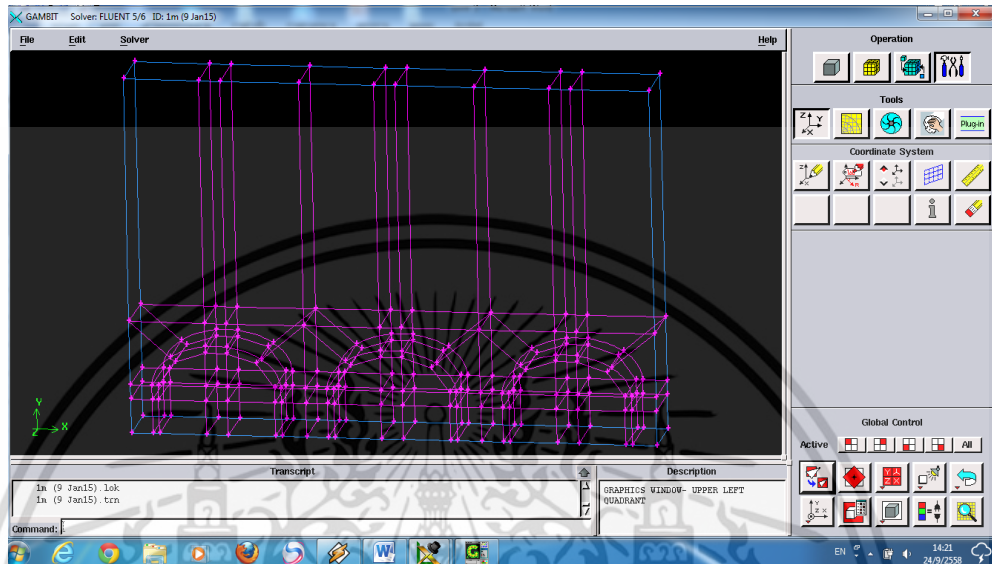 GAMBIT Solver: FLUENT 5/6 ID: 1m (9 Jan15)
File Edit Solver Help
Operation
Tools
Z Y X
Plug-in
Coordinate System
Y
X
Z
Global Control
Active All
Transcript
1m (9 Jan15).lok
1m (9 Jan15).trn
Command:
Description
GRAPHICS WINDOW- UPPER LEFT
QUADRANT
EN
14:21
24/9/2558